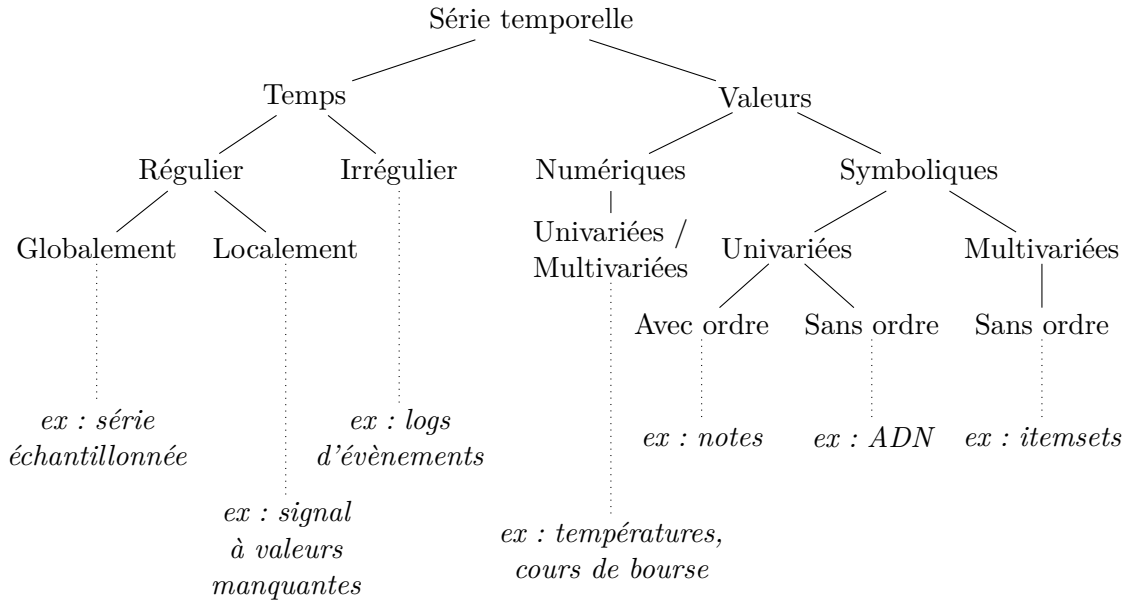 Série temporelle
Temps
Valeurs
Régulier
Irrégulier
Numériques
Symboliques
Globalement
Localement
Univariées /
Multivariées
Univariées
Multivariées
Avec ordre
Sans ordre
Sans ordre
ex : série
échantillonnée
ex : logs
d'évènements
ex : notes
ex : ADN
ex : itemsets
ex : signal
à valeurs
manquantes
ex : températures,
cours de bourse